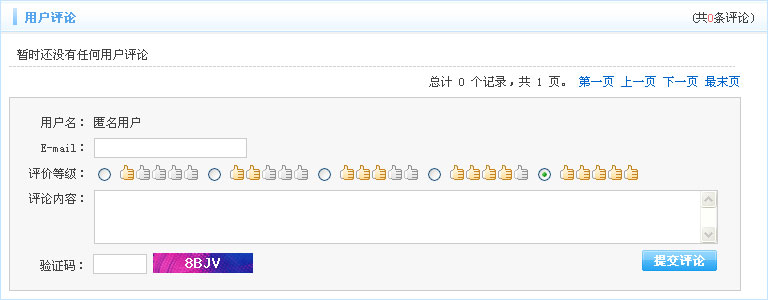 用户评论 (共0条评论)
暂时还没有任何用户评论
总计 0 个记录，共 1 页。 第一页 上一页 下一页 最末页
用户名： 匿名用户
E-mail：
评价等级：
评论内容：
验证码： 8BJV 提交评论